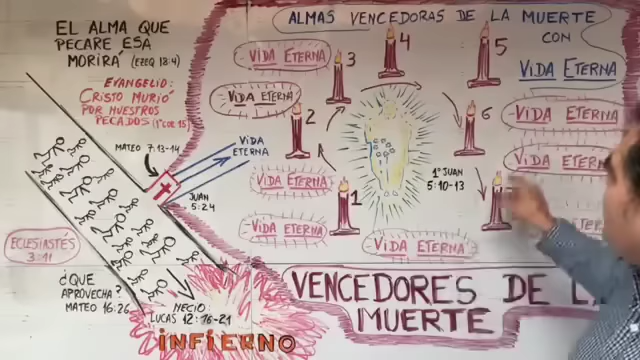 EL ALMA QUE
PECARE ESA
MORIRÁ (EZEQ 18:4)
EVANGELIO:
CRISTO MURIÓ
POR NUESTROS
PECADOS (1ªCOR 15)
MATEO 7:13-14
VIDA
ETERNA
JUAN
5:24
ECLESIASTÉS
3:11
¿QUE
APROVECHA?
MATEO 16:26
NECIO
LUCAS 12:16-21
INFIERNO
ALMAS VENCEDORAS DE LA MUERTE
CON
VIDA ETERNA
VIDA ETERNA
VIDA ETERNA
VIDA ETERNA
VIDA ETERNA
VIDA ETERNA
VIDA ETERNA
VIDA ETERNA
1
2
3
4
5
6
1º JUAN
5:10-13
VENCEDORES DE LA
MUERTE